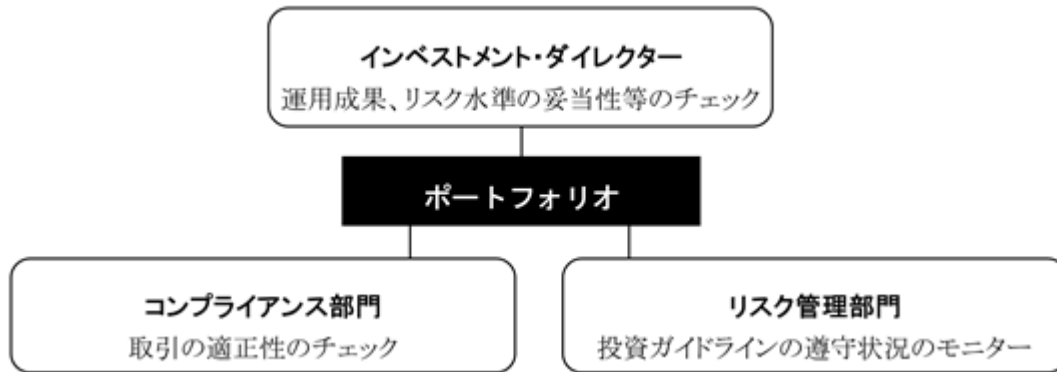 インベストメント・ダイレクター
運用成果、リスク水準の妥当性等のチェック
ポートフォリオ
コンプライアンス部門
取引の適正性のチェック
リスク管理部門
投資ガイドラインの遵守状況のモニター